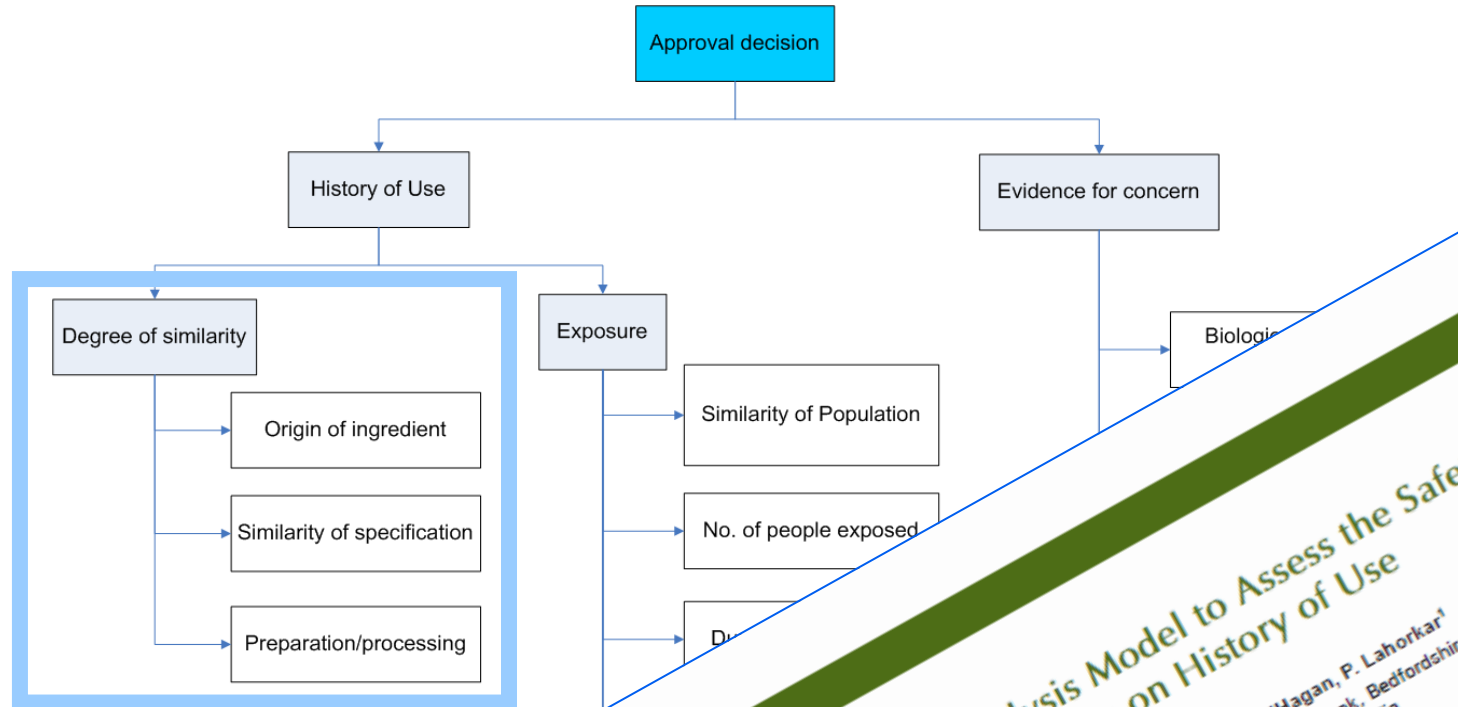 Approval decision
History of Use
Evidence for concern
Degree of similarity
Exposure
Origin of ingredient
Similarity of specification
Preparation/processing
Similarity of Population
No. of people exposed
Model to Assess the
on History of Use
P. Lahorkar¹